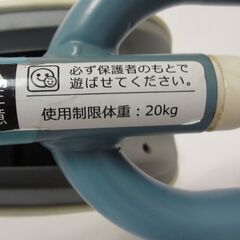 必ず保護者のもとで
遊ばせてください。
使用制限体重：20kg
意